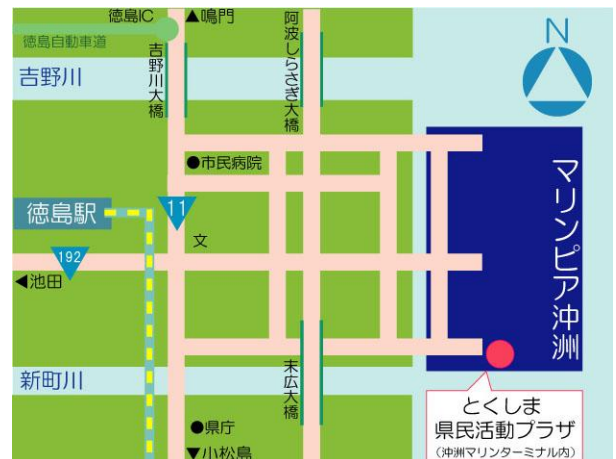 徳島IC
▲鳴門
徳島自動車道
吉野川
吉野川大橋
阿波しらさぎ大橋
N
●市民病院
マリンピア沖洲
徳島駅
11
文
192
◀池田
新町川
末広大橋
とくしま
県民活動プラザ
(沖洲マリンターミナル内)
●県庁
▼小松島